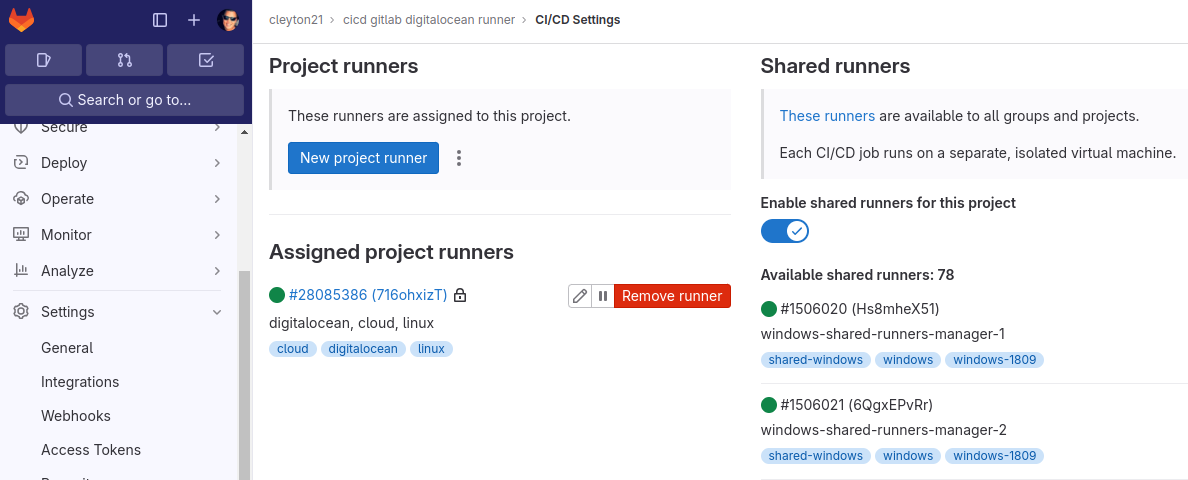 cleyton21 › cicd gitlab digitalocean runner › CI/CD Settings
Search or go to...
Secure
Deploy
Operate
Monitor
Analyze
Settings
General
Integrations
Webhooks
Access Tokens
Project runners
These runners are assigned to this project.
New project runner
Assigned project runners
#28085386 (716ohxizT)
Remove runner
digitalocean, cloud, linux
cloud digitalocean linux
Shared runners
These runners are available to all groups and projects.
Each CI/CD job runs on a separate, isolated virtual machine.
Enable shared runners for this project
Available shared runners: 78
#1506020 (Hs8mheX51)
windows-shared-runners-manager-1
shared-windows windows windows-1809
#1506021 (6QgxEPvRr)
windows-shared-runners-manager-2
shared-windows windows windows-1809